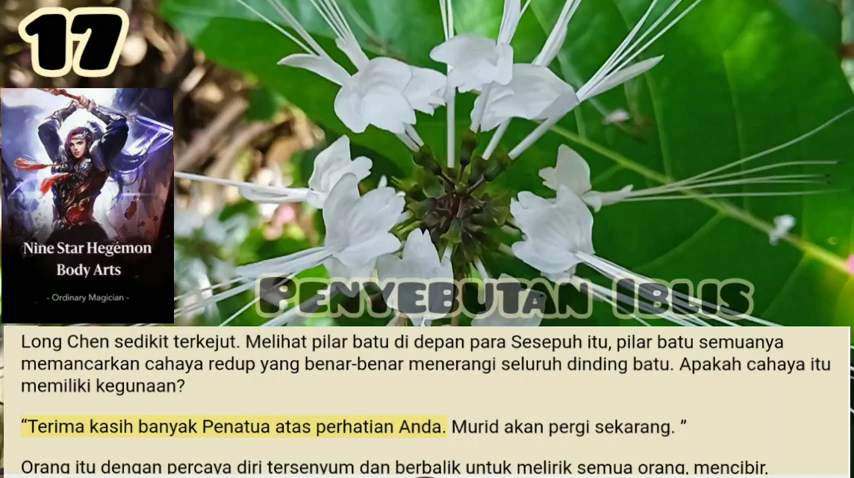 17
Nine Star Hegemon
Body Arts
- Ordinary Magician -
PENYEBUTAN IBLIS
Long Chen sedikit terkejut. Melihat pilar batu di depan para Sesepuh itu, pilar batu semuanya
memancarkan cahaya redup yang benar-benar menerangi seluruh dinding batu. Apakah cahaya itu
memiliki kegunaan?
“Terima kasih banyak Penatua atas perhatian Anda. Murid akan pergi sekarang. ”
Orang itu dengan percaya diri tersenyum dan berbalik untuk melirik semua orang, mencibir,